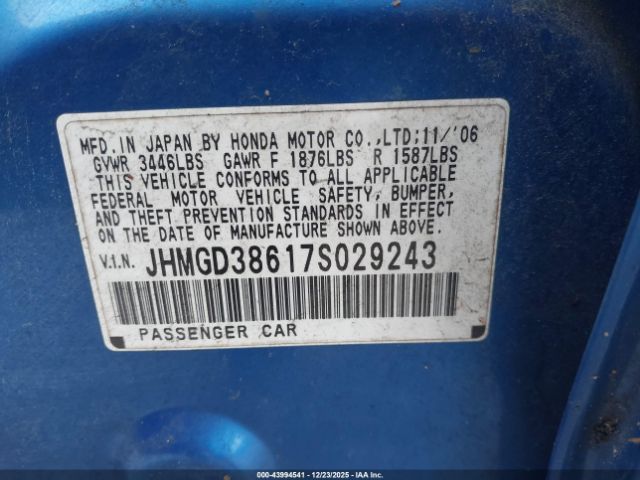 MFD.IN JAPAN BY HONDA MOTOR CO.,LTD;11/'06
GVWR 3446LBS GAWR F 1876LBS R 1587LBS
THIS VEHICLE CONFORMS TO ALL APPLICABLE
FEDERAL MOTOR VEHICLE SAFETY, BUMPER,
AND THEFT PREVENTION STANDARDS IN EFFECT
ON THE DATE OF MANUFACTURE SHOWN ABOVE.
V.I.N. JHMGD38617S029243
PASSENGER CAR
000-43994541 - 12/23/2025 - IAAI.com